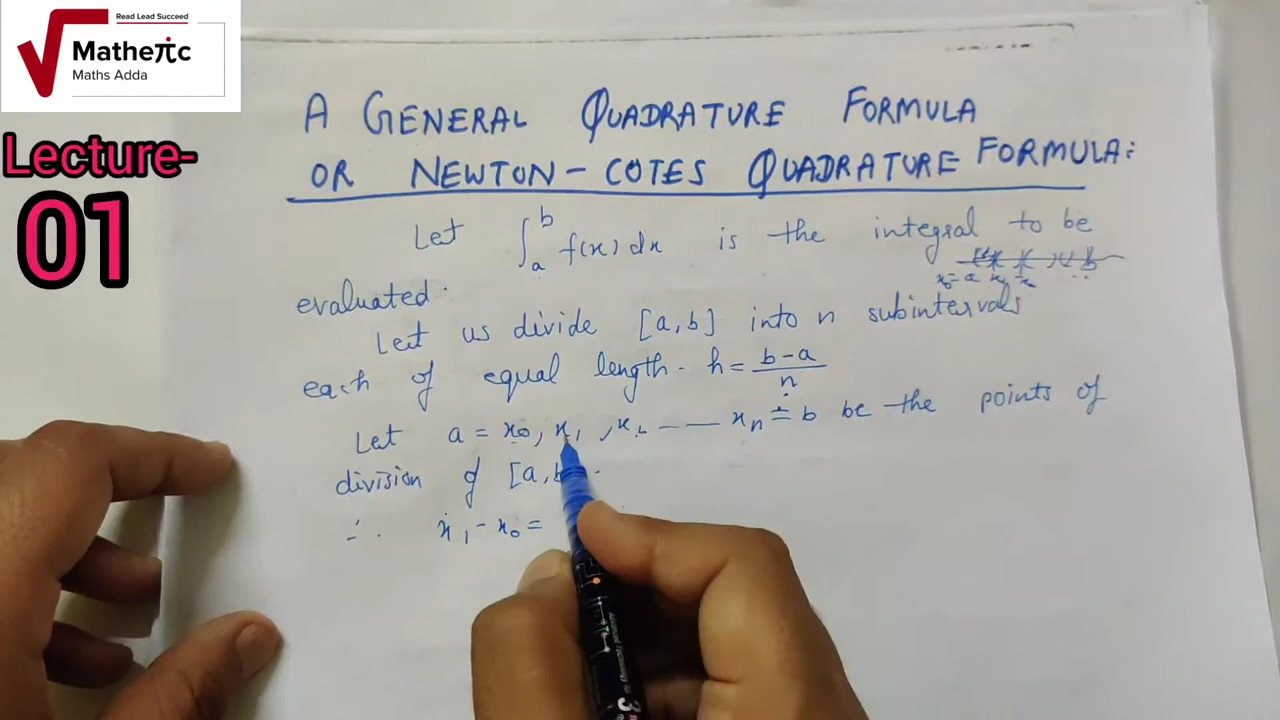 Read Lead Succeed
Matheπc
Maths Adda
Lecture-
01
A GENERAL QUADRATURE FORMULA
OR NEWTON-COTES QUADRATURE FORMULA:
Let ∫_a^b f(x) dx is the integral to be
evaluated.
Let us divide [a,b] into n subintervals
each of equal length. h = (b-a)/n
Let a = x₀, x₁, x₂ ---- xₙ = b be the points of
division of [a,b
∴ x₁ - x₀ =